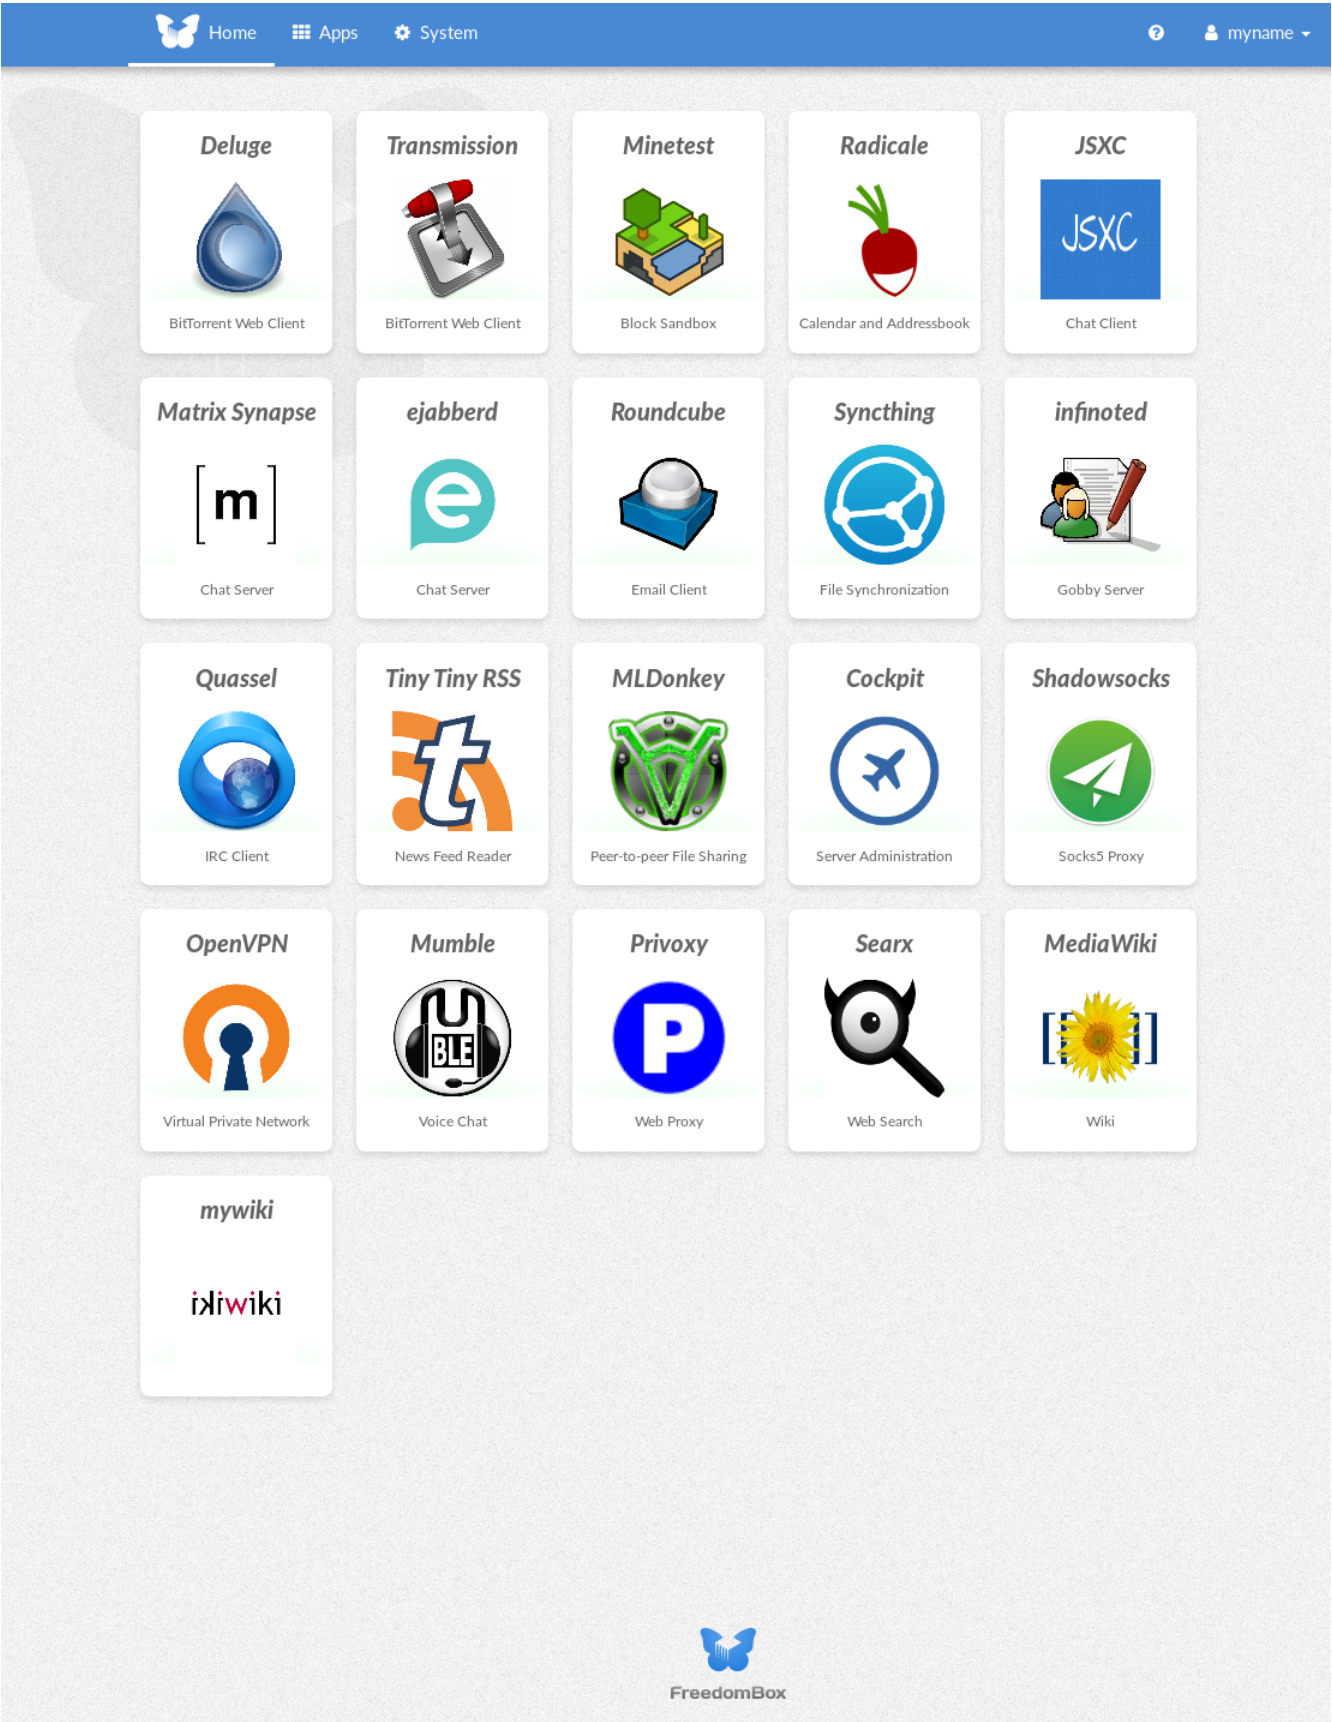 Home Apps System myname
Deluge Transmission Minetest Radicale JSXC
JSXC
BitTorrent Web Client BitTorrent Web Client Block Sandbox Calendar and Addressbook Chat Client
Matrix Synapse ejabberd Roundcube Syncthing infinoted
[m] e
Chat Server Chat Server Email Client File Synchronization Gobby Server
Quassel Tiny Tiny RSS MLDonkey Cockpit Shadowsocks
t
IRC Client News Feed Reader Peer-to-peer File Sharing Server Administration Socks5 Proxy
OpenVPN Mumble Privoxy Searx MediaWiki
BLE P [[ ]]
Virtual Private Network Voice Chat Web Proxy Web Search Wiki
mywiki
ikiwiki
FreedomBox